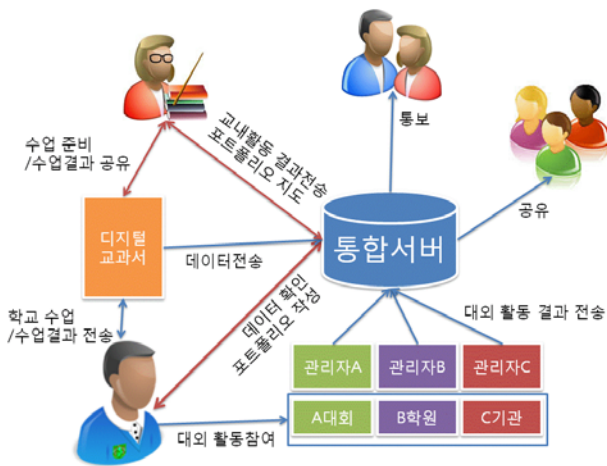 통보
수업 준비
/수업결과 공유
교내활동 결과전송
포트폴리오 지도
공유
디지털
교과서
데이터전송
통합서버
학교 수업
/수업결과 전송
데이터 확인
포트폴리오 작성
대외 활동 결과 전송
관리자A
관리자B
관리자C
A대회
B학원
C기관
대외 활동참여